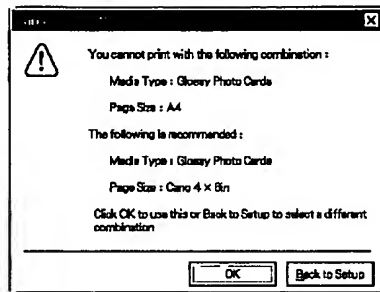 You cannot print with the following combination :
Media Type : Glossy Photo Cards
Page Size : A4
The following is recommended :
Media Type : Glossy Photo Cards
Page Size : 4 × 6in
Click OK to use this or Back to Setup to select a different
combination
OK
Back to Setup